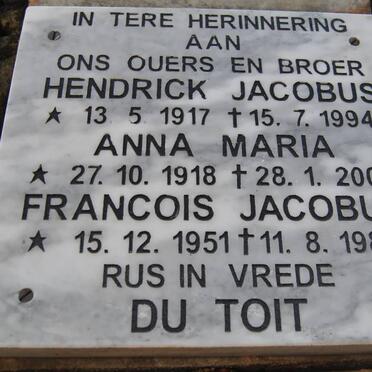 IN TERE HERINNERING
AAN
ONS OUERS EN BROER
HENDRICK JACOBUS
★ 13. 5. 1917 † 15. 7. 1994
ANNA MARIA
★ 27. 10. 1918 † 28. 1. 200
FRANCOIS JACOBU
★ 15. 12. 1951 † 11. 8. 198
RUS IN VREDE
DU TOIT